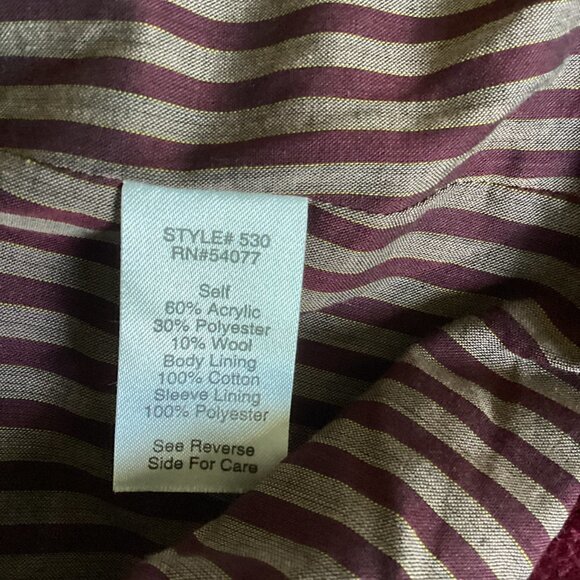 STYLE# 530
RN#54077
Self
60% Acrylic
30% Polyester
10% Wool
Body Lining
100% Cotton
Sleeve Lining
100% Polyester
See Reverse
Side For Care